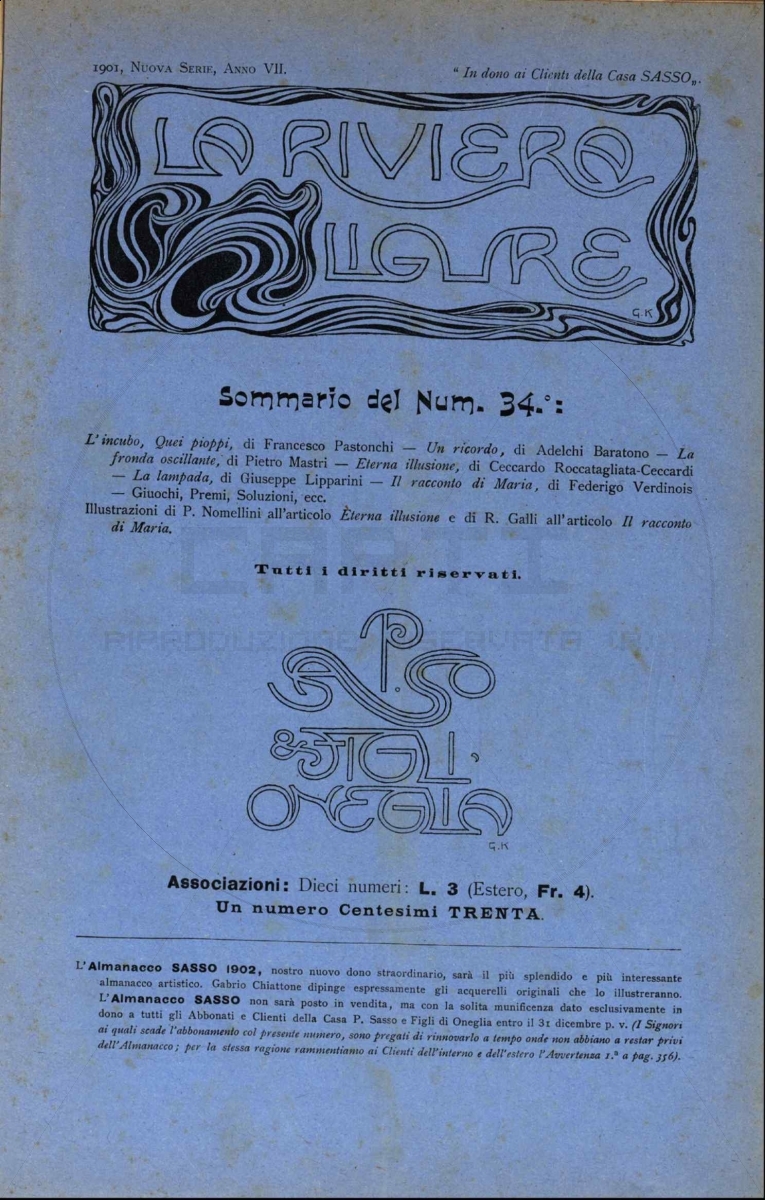 1901, Nuova Serie, Anno VII.
“ In dono ai Clienti della Casa SASSO„.
LA RIVIERA
LIGURE
G. K
Sommario del Num. 34.°:
L'incubo, Quei pioppi, di Francesco Pastonchi — Un ricordo, di Adelchi Baratono — La
fronda oscillante, di Pietro Mastri — Eterna illusione, di Ceccardo Roccatagliata-Ceccardi
— La lampada, di Giuseppe Lipparini — Il racconto di Maria, di Federigo Verdinois
— Giuochi, Premi, Soluzioni, ecc.
Illustrazioni di P. Nomellini all'articolo Èterna illusione e di R. Galli all'articolo Il racconto
di Maria.
Tutti i diritti riservati.
P. SASSO
& FIGLI,
ONEGLIA
G. K
Associazioni: Dieci numeri: L. 3 (Estero, Fr. 4).
Un numero Centesimi TRENTA.
L'Almanacco SASSO 1902, nostro nuovo dono straordinario, sarà il più splendido e più interessante
almanacco artistico. Gabrio Chiattone dipinge espressamente gli acquerelli originali che lo illustreranno.
L'Almanacco SASSO non sarà posto in vendita, ma con la solita munificenza dato esclusivamente in
dono a tutti gli Abbonati e Clienti della Casa P. Sasso e Figli di Oneglia entro il 31 dicembre p. v. (I Signori
ai quali scade l'abbonamento col presente numero, sono pregati di rinnovarlo a tempo onde non abbiano a restar privi
dell'Almanacco; per la stessa ragione rammentiamo ai Clienti dell'interno e dell'estero l'Avvertenza 1.ª a pag. 356).